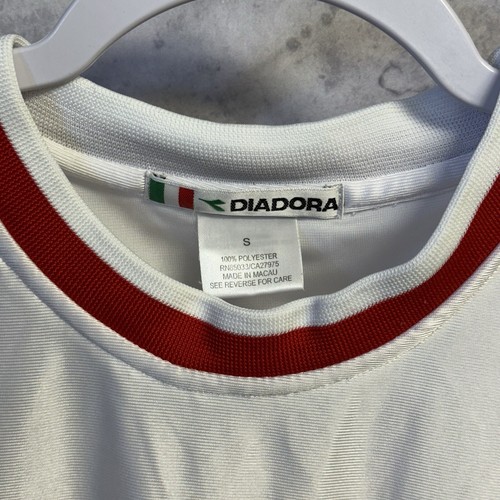 DIADORA
S
100% POLYESTER
RN85033/CA27975
MADE IN MACAU
SEE REVERSE FOR CARE